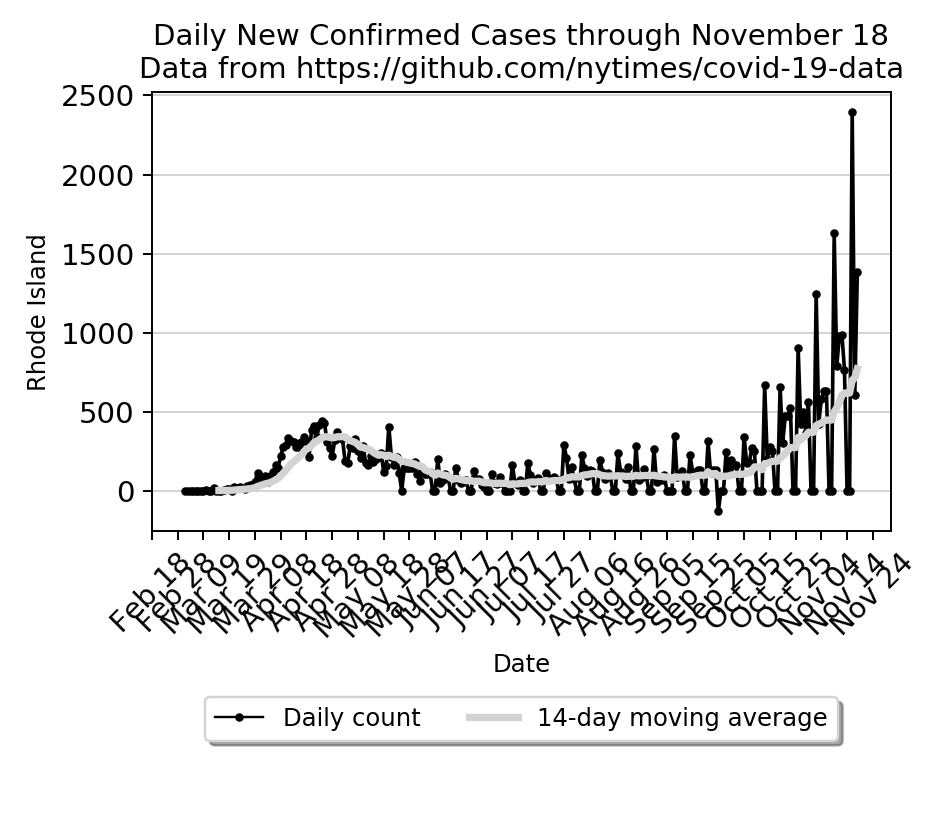 Daily New Confirmed Cases through November 18
Data from https://github.com/nytimes/covid-19-data
Rhode Island
2500
2000
1500
1000
500
0
Feb 18
Feb 28
Mar 09
Mar 19
Mar 29
Apr 08
Apr 18
Apr 28
May 08
May 18
May 28
Jun 07
Jun 17
Jun 27
Jul 07
Jul 17
Jul 27
Aug 06
Aug 16
Aug 26
Sep 05
Sep 15
Sep 25
Oct 05
Oct 15
Oct 25
Nov 04
Nov 14
Nov 24
Date
Daily count
14-day moving average